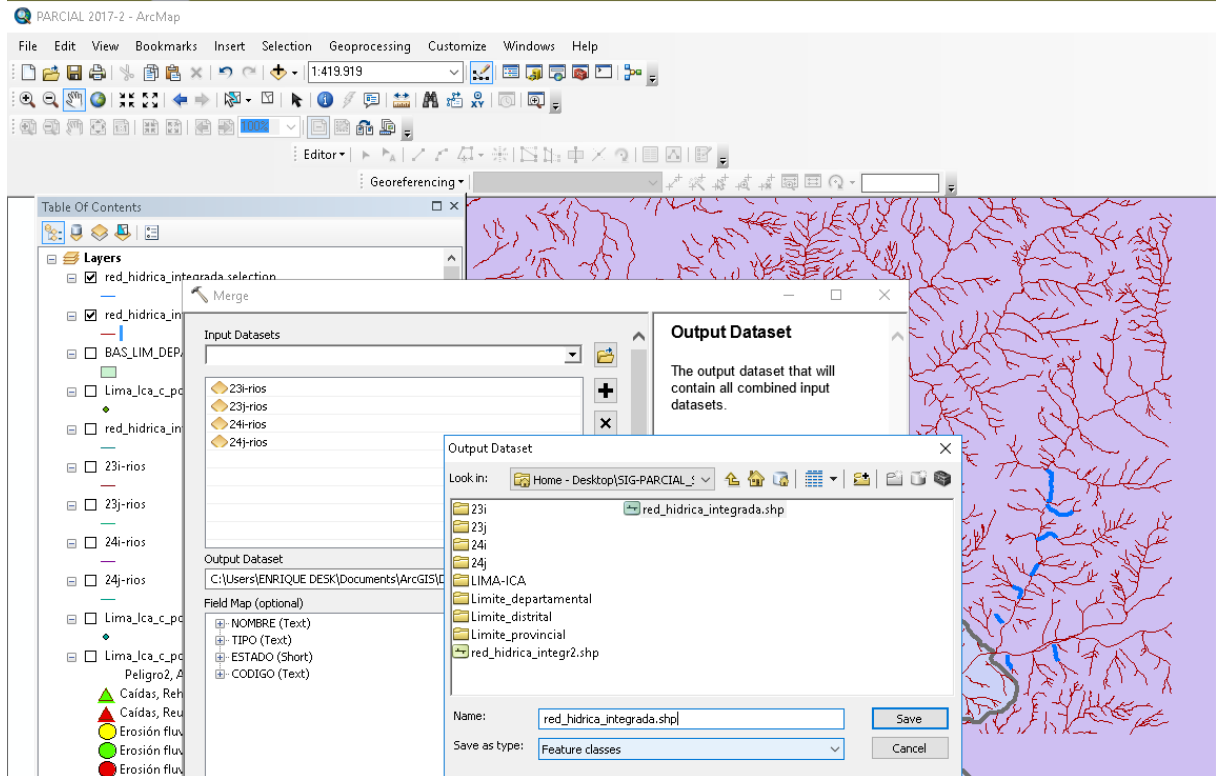 PARCIAL 2017-2 - ArcMap
File Edit View Bookmarks Insert Selection Geoprocessing Customize Windows Help
1:419.919
XY
100%
Editor
Georeferencing
Table Of Contents
Layers
red_hidrica_integrada selection
red_hidrica_in
BAS_LIM_DEP
Lima_Ica_c_po
red_hidrica_in
23i-rios
23j-rios
24i-rios
24j-rios
Lima_Ica_c_po
Lima_Ica_c_po
Peligro2, A
Caídas, Reh
Caídas, Reu
Erosión fluv
Erosión fluv
Erosión fluv
Merge
Input Datasets
23i-rios
23j-rios
24i-rios
24j-rios
Output Dataset
C:\Users\ENRIQUE DESK\Documents\ArcGIS\D
Field Map (optional)
NOMBRE (Text)
TIPO (Text)
ESTADO (Short)
CODIGO (Text)
Output Dataset
The output dataset that will
contain all combined input
datasets.
Output Dataset
Look in: Home - Desktop\SIG-PARCIAL_
23i
23j
24i
24j
LIMA-ICA
Limite_departamental
Limite_distrital
Limite_provincial
red_hidrica_integr2.shp
red_hidrica_integrada.shp
Name: red_hidrica_integrada.shp
Save
Save as type: Feature classes
Cancel